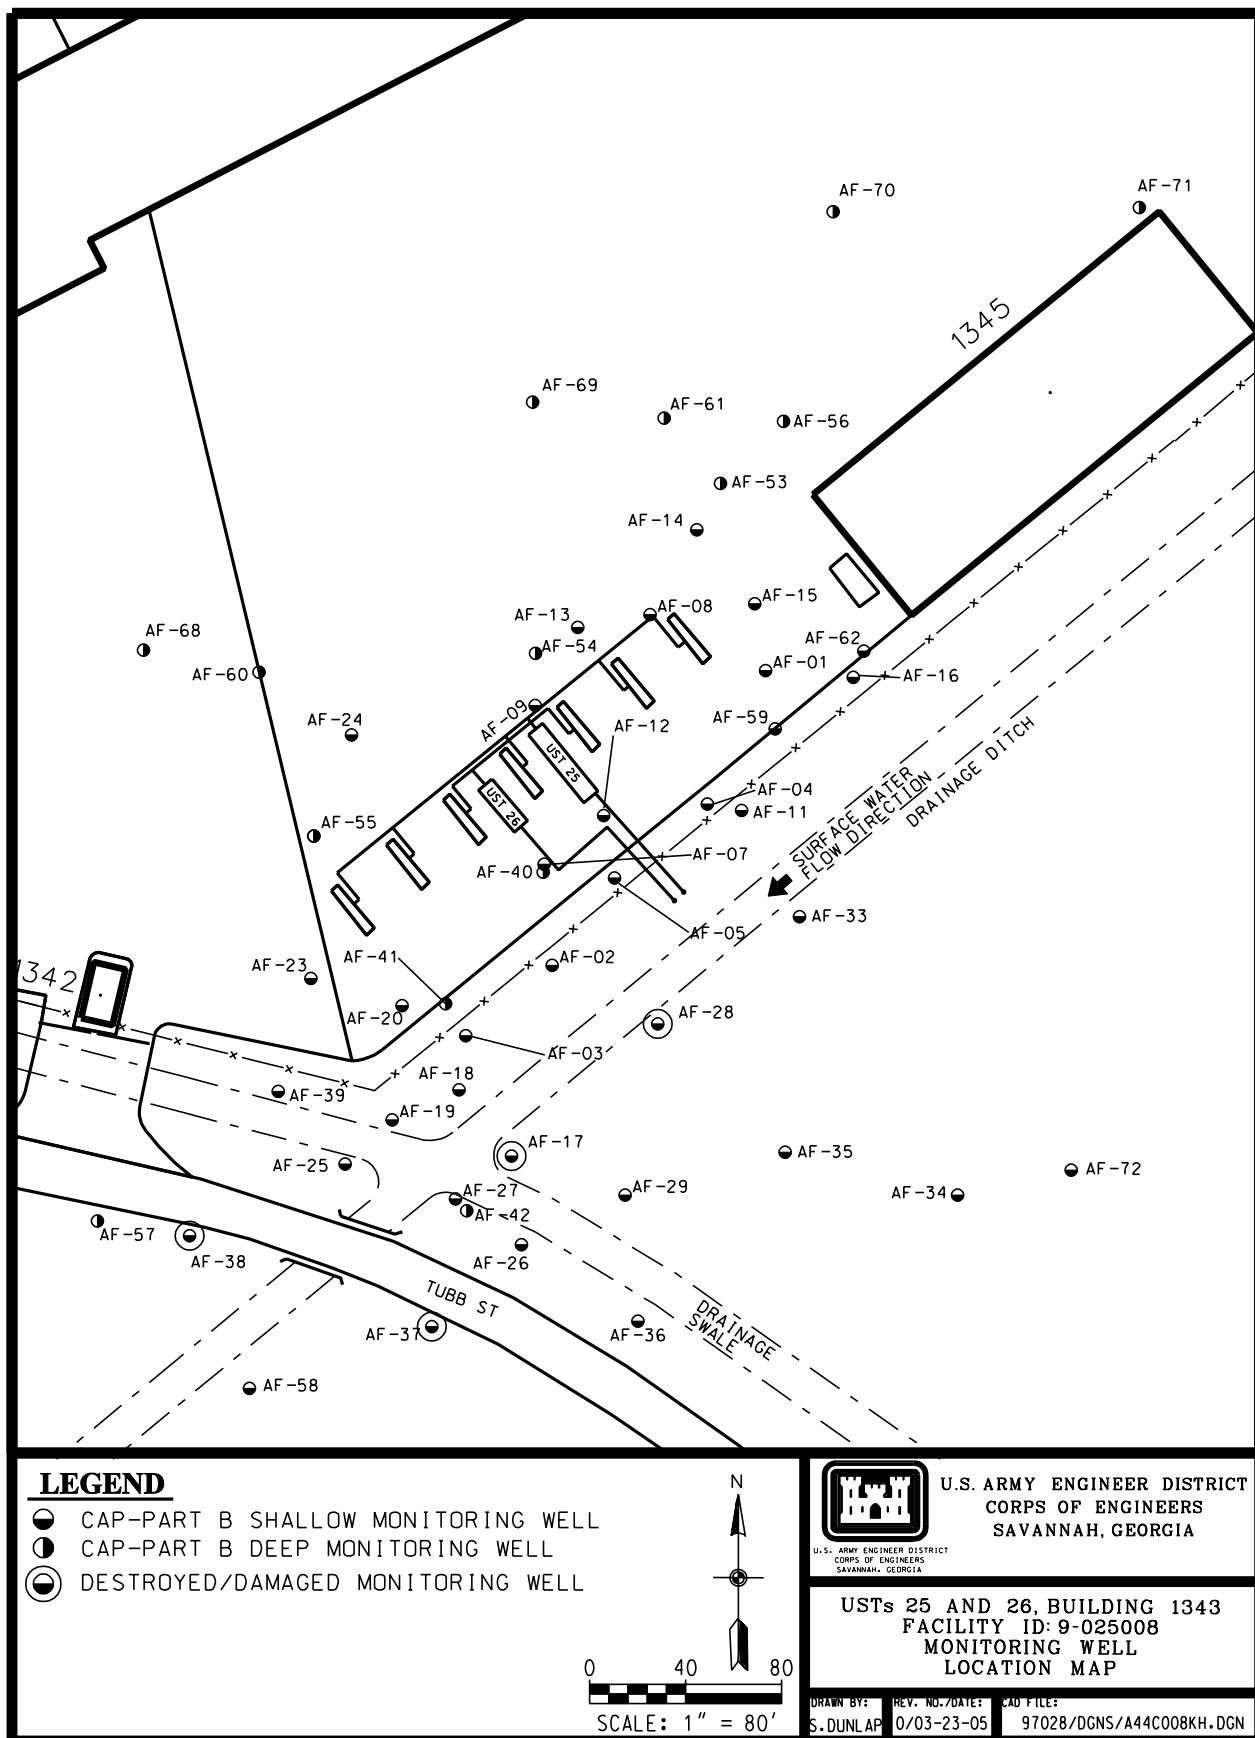 AF-70
AF-71
1345
AF-69
AF-61
AF-56
AF-53
AF-14
AF-15
AF-08
AF-13
AF-54
AF-68
AF-60
AF-62
AF-01
AF-16
AF-24
AF-09
AF-12
AF-59
UST 25
UST 26
AF-04
AF-11
AF-55
AF-07
AF-40
SURFACE WATER
FLOW DIRECTION
DRAINAGE DITCH
AF-33
AF-05
AF-41
AF-23
AF-02
1342
AF-20
AF-28
AF-03
AF-18
AF-39
AF-19
AF-17
AF-25
AF-35
AF-72
AF-27
AF-29
AF-34
AF-42
AF-57
AF-38
AF-26
TUBB ST
AF-37
AF-36
DRAINAGE
SWALE
AF-58
LEGEND
CAP-PART B SHALLOW MONITORING WELL
CAP-PART B DEEP MONITORING WELL
DESTROYED/DAMAGED MONITORING WELL
N
0 40 80
SCALE: 1" = 80'
U.S. ARMY ENGINEER DISTRICT
CORPS OF ENGINEERS
SAVANNAH, GEORGIA
U.S. ARMY ENGINEER DISTRICT
CORPS OF ENGINEERS
SAVANNAH, GEORGIA
USTs 25 AND 26, BUILDING 1343
FACILITY ID: 9-025008
MONITORING WELL
LOCATION MAP
DRAWN BY:
S. DUNLAP
REV. NO./DATE:
0/03-23-05
CAD FILE:
97028/DGNS/A44C008KH.DGN